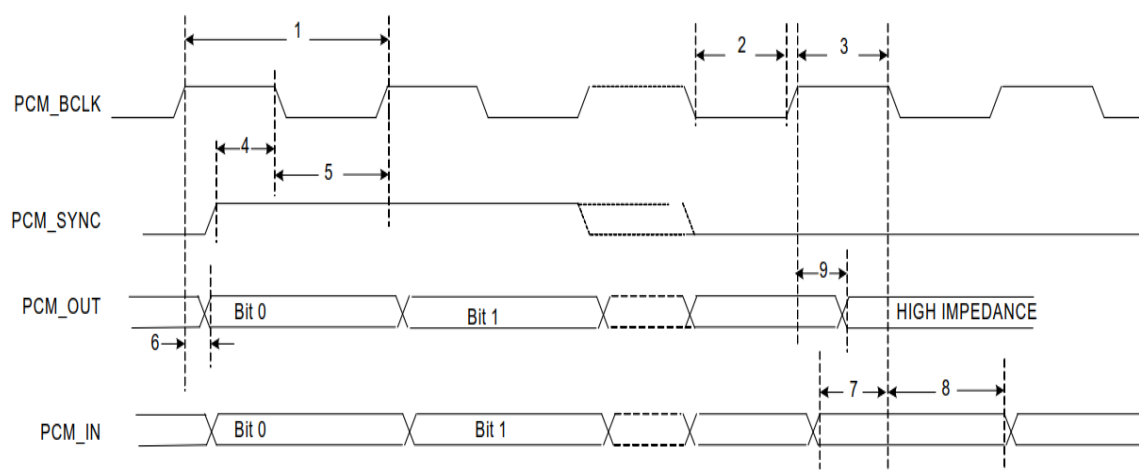 1
2
3
PCM_BCLK
4
5
PCM_SYNC
9
PCM_OUT
Bit 0
Bit 1
HIGH IMPEDANCE
6
7
8
PCM_IN
Bit 0
Bit 1